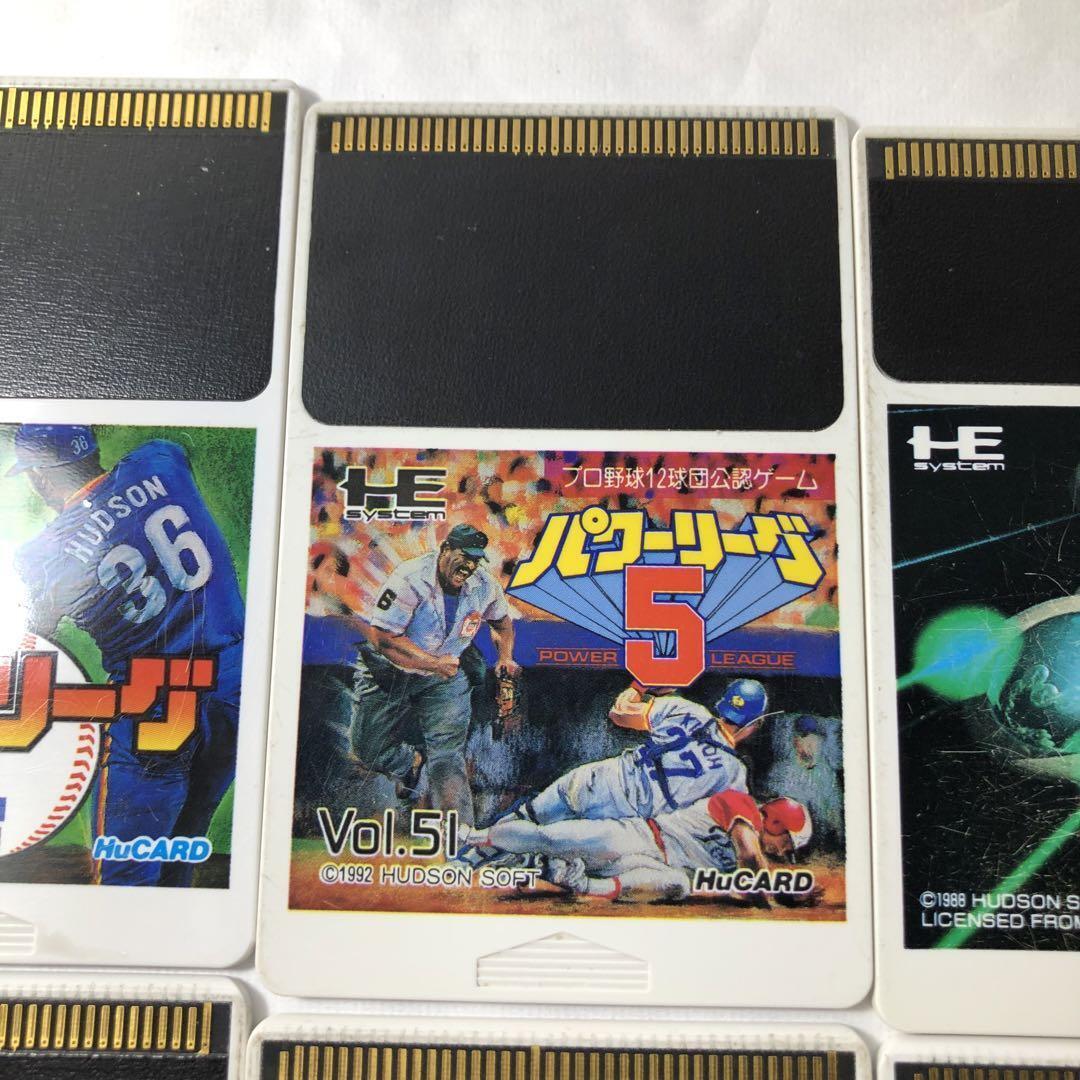 36
HUDSON
36
リーグ
HuCARD
HE
system
プロ野球12球団公認ゲーム
パワーリーグ
5
POWER LEAGUE
6
27
Vol.51
©1992 HUDSON SOFT
HuCARD
HE
system
©1988 HUDSON S
LICENSED FROM